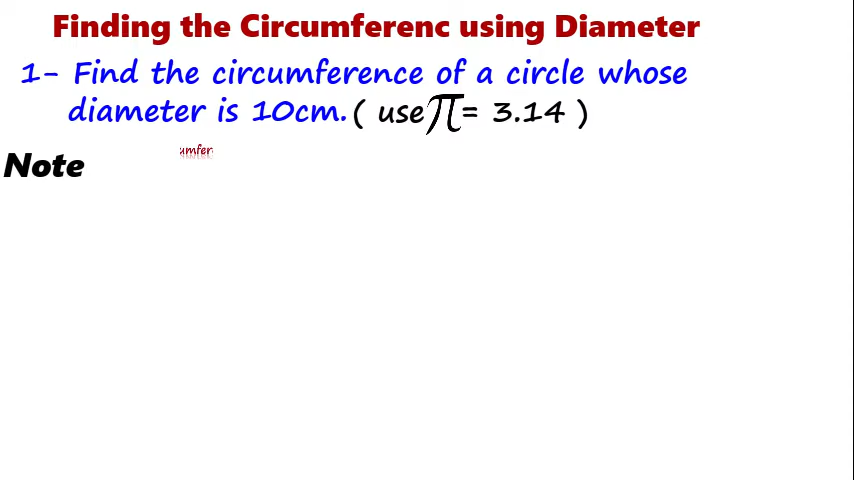 Finding the Circumferenc using Diameter
1- Find the circumference of a circle whose
diameter is 10cm. ( use π = 3.14 )
umfer
Note